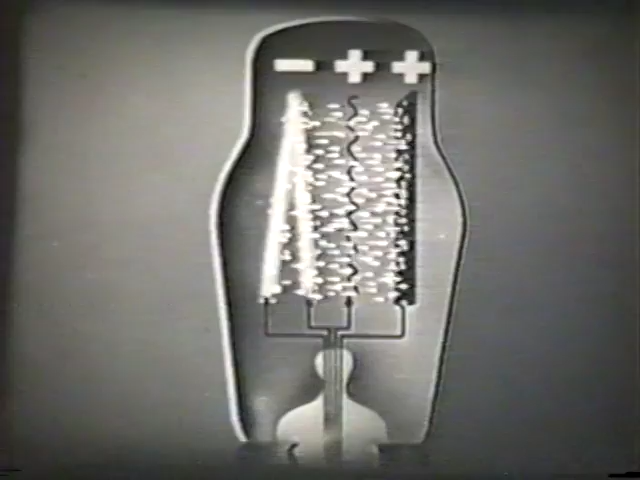 − + +